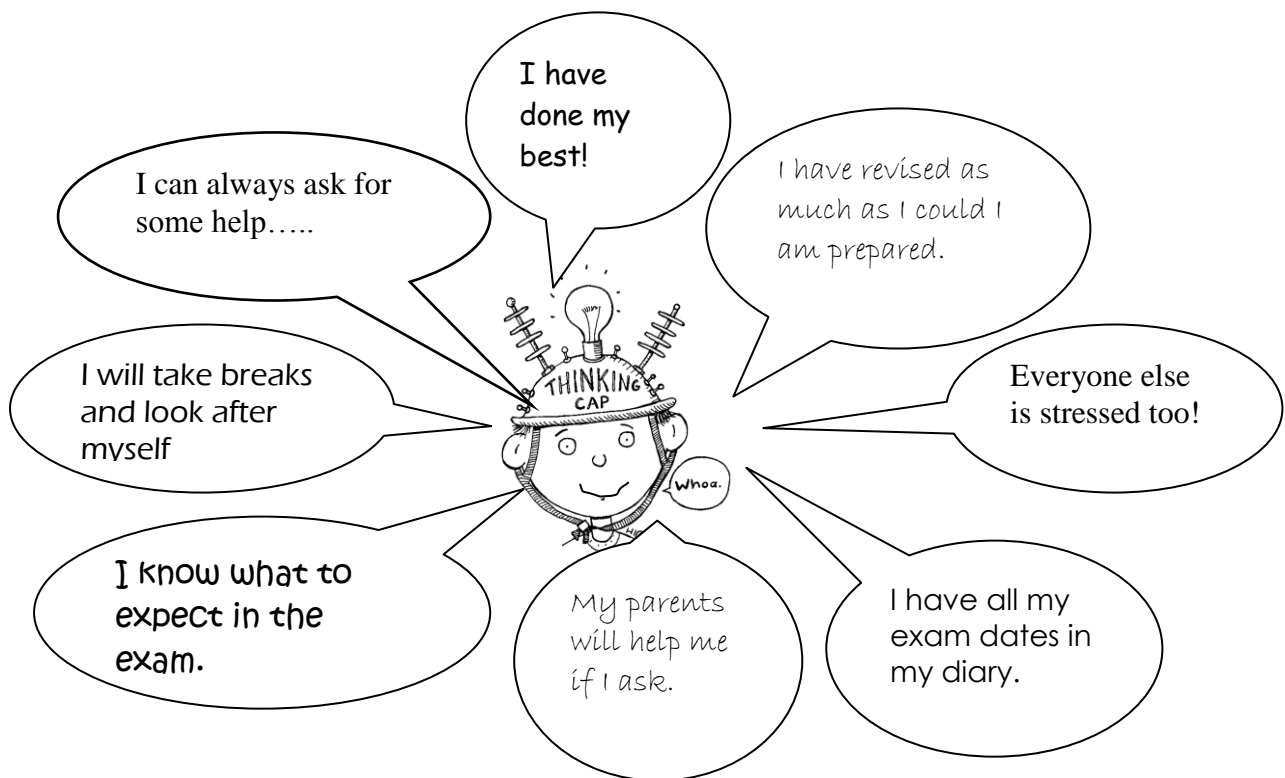 I have
done my
best!
I can always ask for
some help…..
I have revised as
much as I could I
am prepared.
I will take breaks
and look after
myself
THINKING
CAP
Everyone else
is stressed too!
Whoa.
I know what to
expect in the
exam.
My parents
will help me
if I ask.
I have all my
exam dates in
my diary.